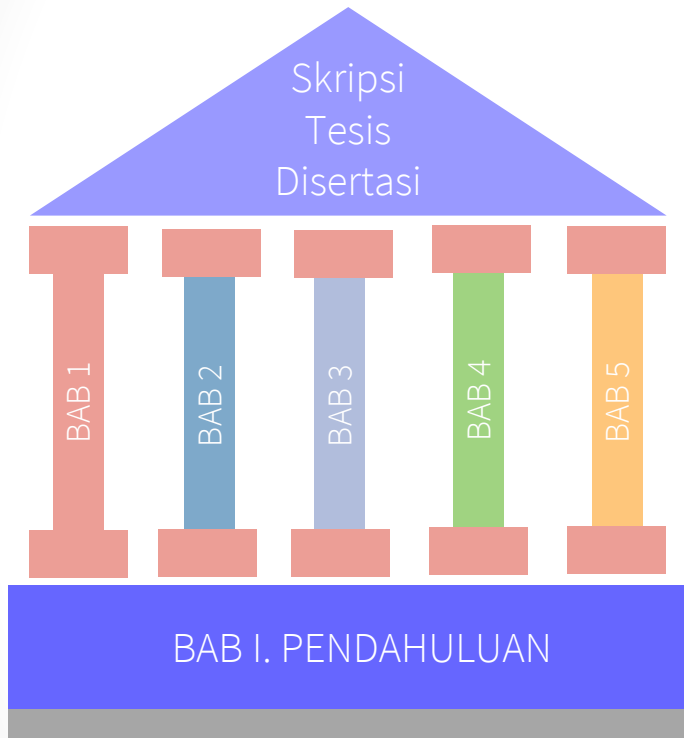 Skripsi
Tesis
Disertasi
BAB 1
BAB 2
BAB 3
BAB 4
BAB 5
BAB I. PENDAHULUAN